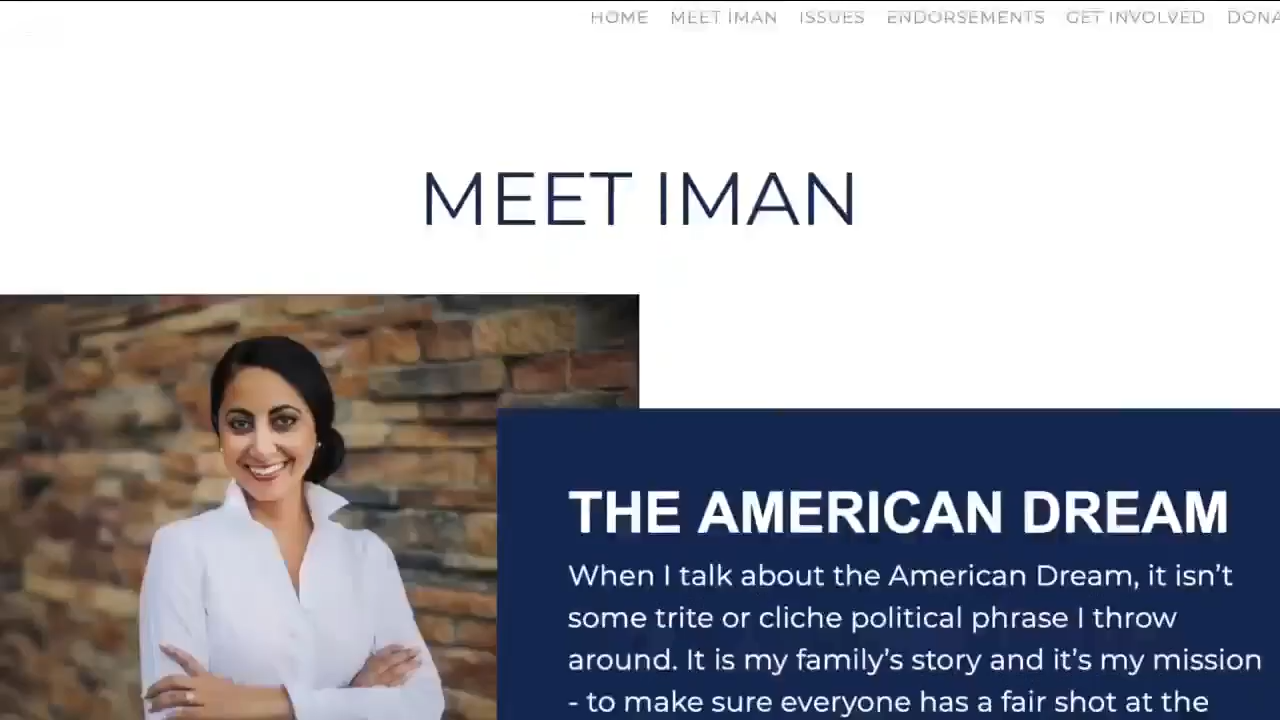 HOME MEET IMAN ISSUES ENDORSEMENTS GET INVOLVED
MEET IMAN
THE AMERICAN DREAM
When I talk about the American Dream, it isn't
some trite or cliche political phrase I throw
around. It is my family's story and it's my mission
- to make sure everyone has a fair shot at the